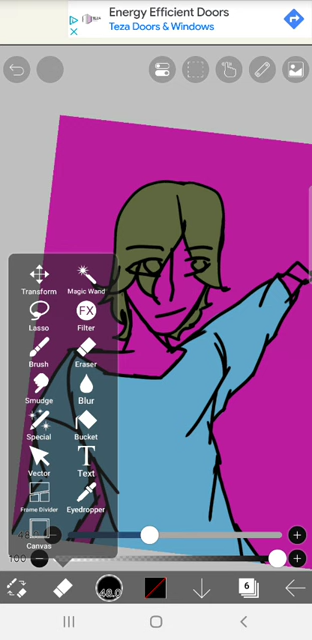 Energy Efficient Doors
Teza Doors & Windows
Transform
Magic Wand
Lasso
FX
Filter
Brush
Eraser
Smudge
Blur
Special
Bucket
Vector
T
Text
Frame Divider
Eyedropper
Canvas
48
100
48.0
6